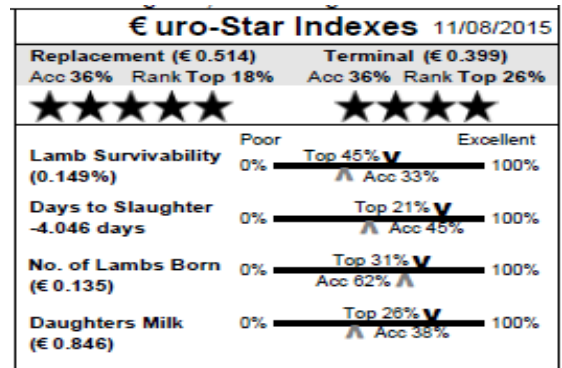 €uro-Star Indexes 11/08/2015
Replacement (€ 0.514) Terminal (€ 0.399)
Acc 36% Rank Top 18% Acc 36% Rank Top 26%
Poor Excellent
Lamb Survivability (0.149%) 0% Top 45% Acc 33% 100%
Days to Slaughter -4.046 days 0% Top 21% Acc 45% 100%
No. of Lambs Born (€ 0.135) 0% Top 31% Acc 62% 100%
Daughters Milk (€ 0.846) 0% Top 26% Acc 38% 100%